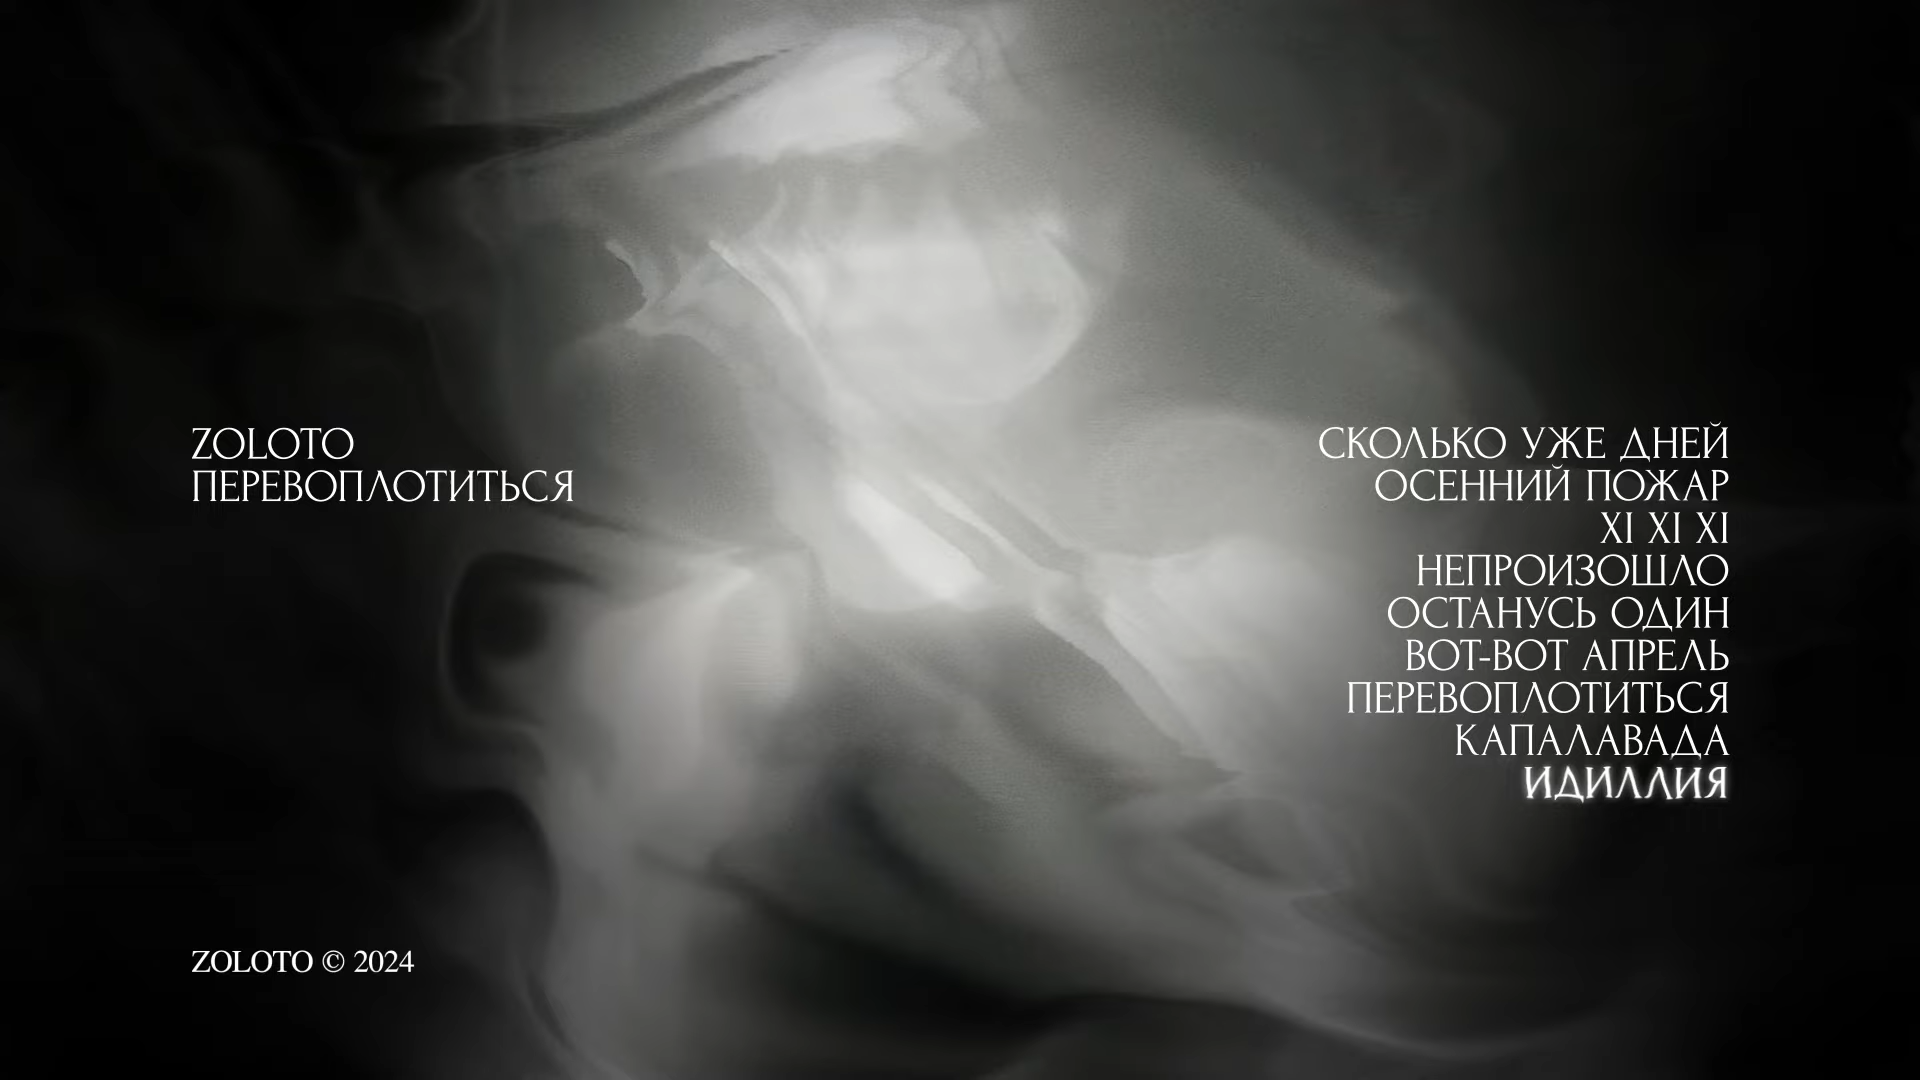 ZOLOTO
ПЕРЕВОПЛОТИТЬСЯ
СКОЛЬКО УЖЕ ДНЕЙ
ОСЕННИЙ ПОЖАР
XI XI XI
НЕПРОИЗОШЛО
ОСТАНУСЬ ОДИН
ВОТ-ВОТ АПРЕЛЬ
ПЕРЕВОПЛОТИТЬСЯ
КАПАЛАВАДА
ИДИЛЛИЯ
ZOLOTO © 2024